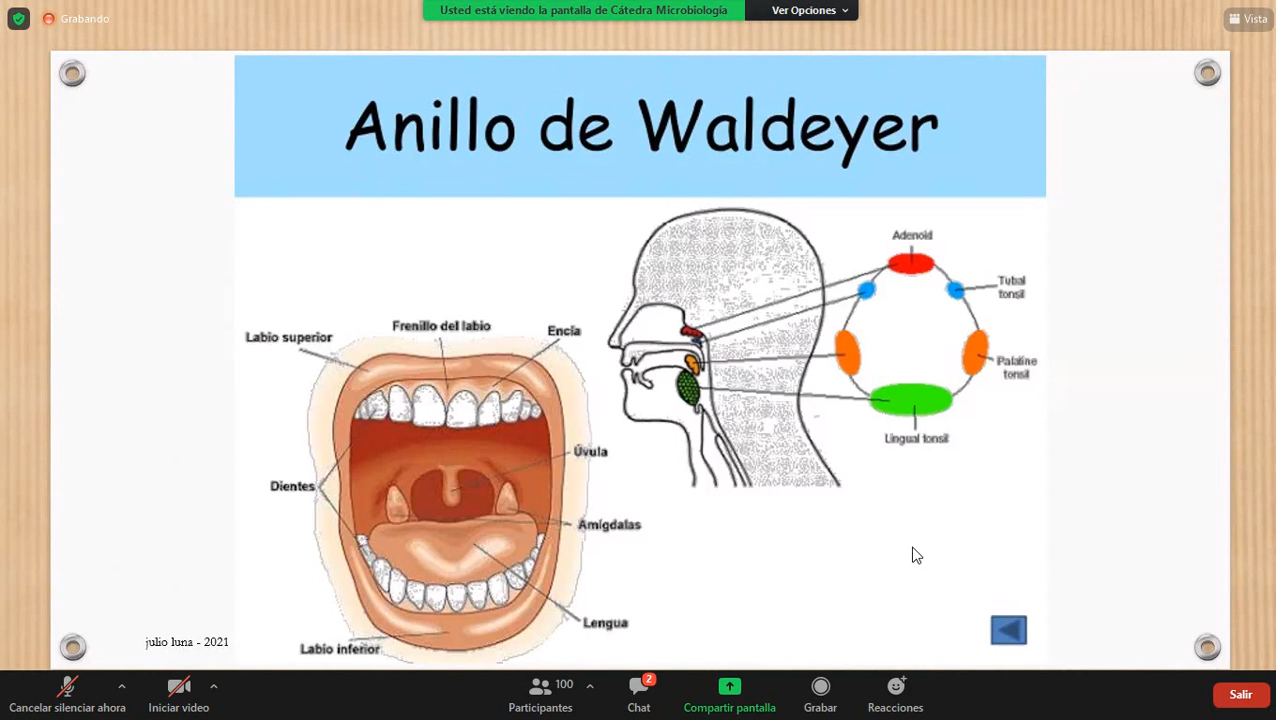 Grabando
Usted está viendo la pantalla de Cátedra Microbiología
Ver Opciones
Vista
Anillo de Waldeyer
Adenoid
Tubal
tonsil
Palatine
tonsil
Lingual tonsil
Labio superior
Frenillo del labio
Encía
Úvula
Dientes
Amígdalas
Lengua
Labio inferior
julio luna - 2021
Cancelar silenciar ahora
Iniciar video
100
Participantes
2
Chat
Compartir pantalla
Grabar
Reacciones
Salir